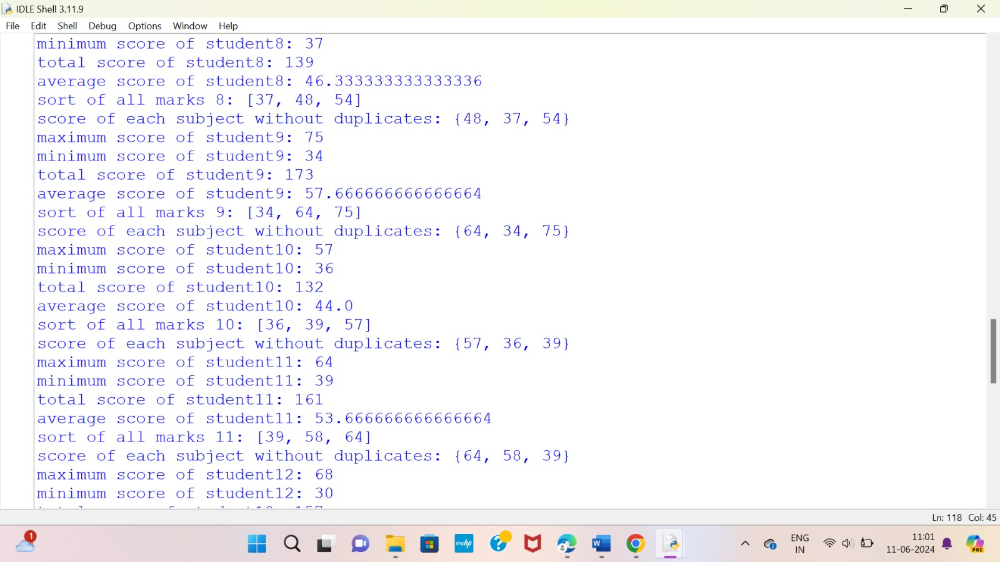 IDLE Shell 3.11.9
File Edit Shell Debug Options Window Help
minimum score of student8: 37
total score of student8: 139
average score of student8: 46.333333333333336
sort of all marks 8: [37, 48, 54]
score of each subject without duplicates: {48, 37, 54}
maximum score of student9: 75
minimum score of student9: 34
total score of student9: 173
average score of student9: 57.666666666666664
sort of all marks 9: [34, 64, 75]
score of each subject without duplicates: {64, 34, 75}
maximum score of student10: 57
minimum score of student10: 36
total score of student10: 132
average score of student10: 44.0
sort of all marks 10: [36, 39, 57]
score of each subject without duplicates: {57, 36, 39}
maximum score of student11: 64
minimum score of student11: 39
total score of student11: 161
average score of student11: 53.666666666666664
sort of all marks 11: [39, 58, 64]
score of each subject without duplicates: {64, 58, 39}
maximum score of student12: 68
minimum score of student12: 30
Ln: 118 Col: 45
1
myhp
W
ENG
IN
11:01
11-06-2024
PRE